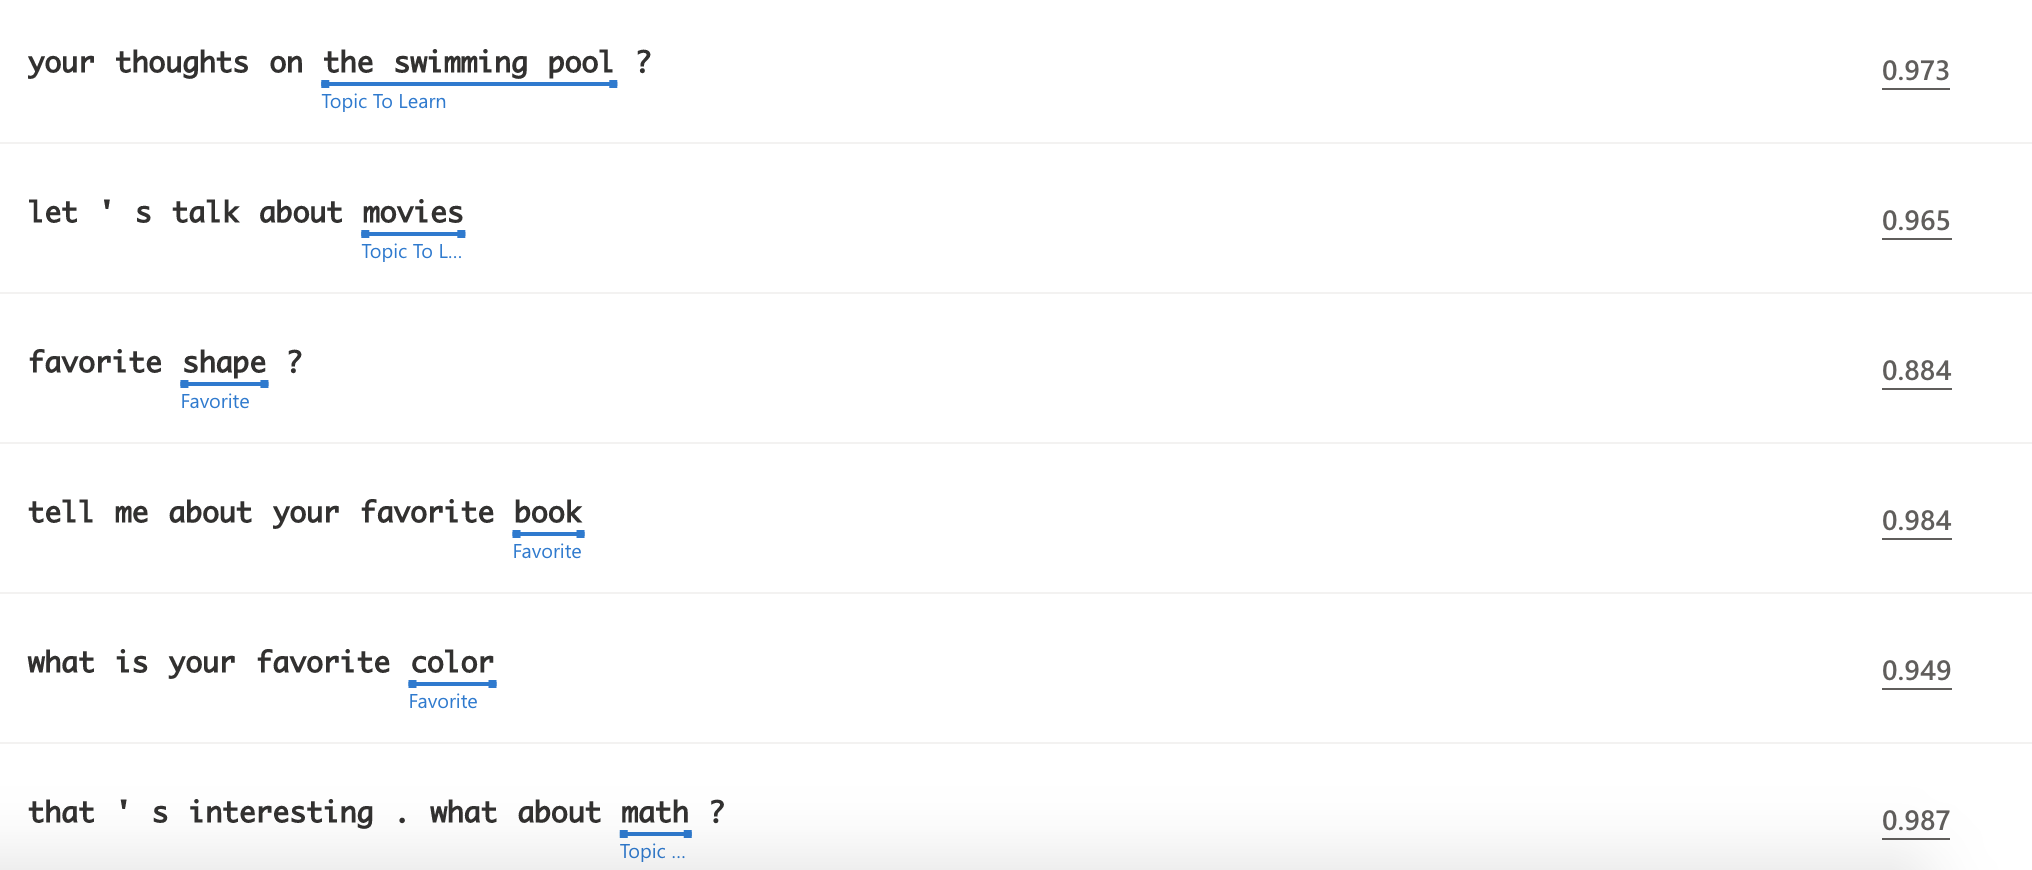 your thoughts on the swimming pool ?
0.973
Topic To Learn
let ' s talk about movies
0.965
Topic To L...
favorite shape ?
0.884
Favorite
tell me about your favorite book
0.984
Favorite
what is your favorite color
0.949
Favorite
that ' s interesting . what about math ?
0.987
Topic ...